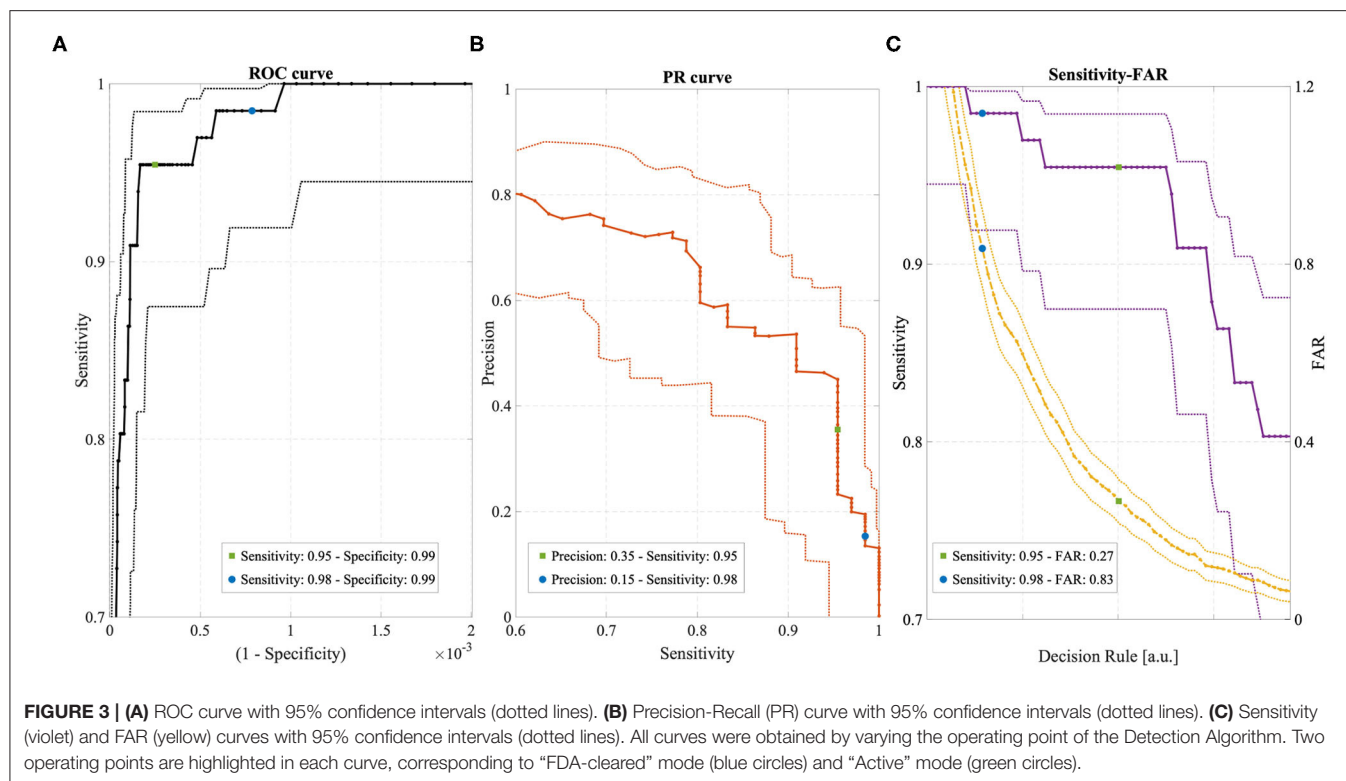 A
ROC curve
1
0.9
0.8
0.7
Sensitivity
Sensitivity: 0.95 - Specificity: 0.99
Sensitivity: 0.98 - Specificity: 0.99
0 0.5 1 1.5 2
×10⁻³
(1 - Specificity)
B
PR curve
1
0.8
0.6
0.4
0.2
0
Precision
Precision: 0.35 - Sensitivity: 0.95
Precision: 0.15 - Sensitivity: 0.98
0.6 0.7 0.8 0.9 1
Sensitivity
C
Sensitivity-FAR
1
0.9
0.8
0.7
Sensitivity
1.2
0.8
0.4
0
FAR
Sensitivity: 0.95 - FAR: 0.27
Sensitivity: 0.98 - FAR: 0.83
Decision Rule [a.u.]
FIGURE 3 | (A) ROC curve with 95% confidence intervals (dotted lines). (B) Precision-Recall (PR) curve with 95% confidence intervals (dotted lines). (C) Sensitivity
(violet) and FAR (yellow) curves with 95% confidence intervals (dotted lines). All curves were obtained by varying the operating point of the Detection Algorithm. Two
operating points are highlighted in each curve, corresponding to “FDA-cleared” mode (blue circles) and “Active” mode (green circles).